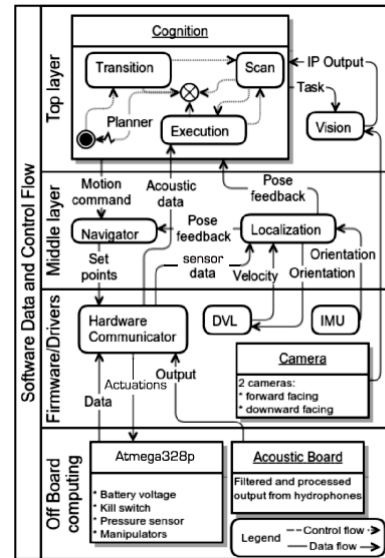 Software Data and Control Flow
Top layer
Cognition
Transition
Scan
Planner
Execution
IP Output
Task
Vision
Middle layer
Motion
command
Acoustic
data
Pose
feedback
Navigator
Pose
feedback
Localization
Set
points
sensor
data
Velocity
Orientation
Orientation
Firmware/Drivers
Hardware
Communicator
DVL
IMU
Camera
2 cameras:
* forward facing
* downward facing
Data
Actuations
Output
Off Board
computing
Atmega328p
* Battery voltage
* Kill switch
* Pressure sensor
* Manipulators
Acoustic Board
Filtered and processed
output from hydrophones
Legend
Control flow
Data flow